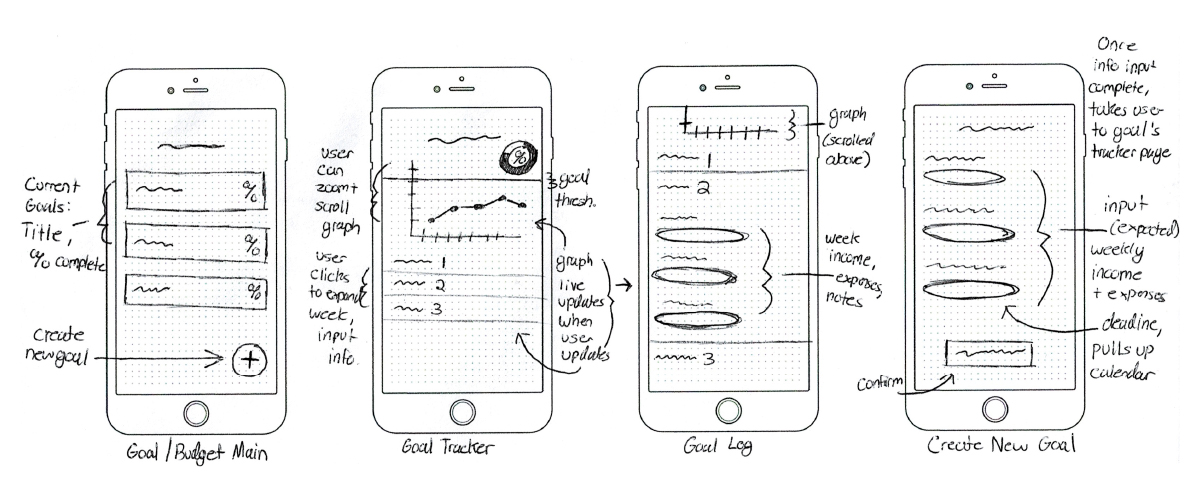 Current
Goals:
Title,
% complete
%
%
%
create
new goal
+
Goal / Budget Main
user
can
zoom +
scroll
graph
%
goal
thresh.
user
clicks
to expand
week,
input
info.
1
2
3
graph
live
updates
when
user
updates
Goal Tracker
graph
(scrolled
above)
1
2
week
income,
expenses,
notes
3
Goal Log
Once
info input
complete,
takes user
to goal's
tracker page
input
(expected)
weekly
income
+ expenses
deadline,
pulls up
calendar
confirm
Create New Goal